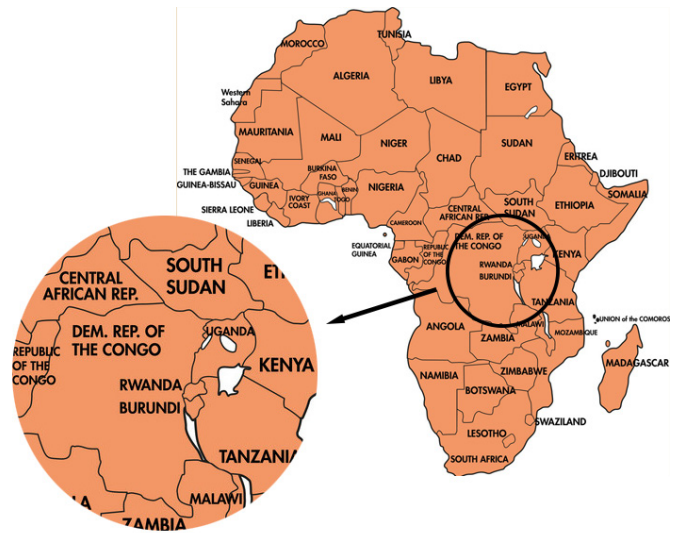 MOROCCO
TUNISIA
ALGERIA
LIBYA
EGYPT
Western
Sahara
MAURITANIA
MALI
NIGER
CHAD
SUDAN
ERITREA
DJIBOUTI
SENEGAL
THE GAMBIA
GUINEA-BISSAU
GUINEA
BURKINA
FASO
BENIN
GHANA
TOGO
IVORY
COAST
NIGERIA
SIERRA LEONE
LIBERIA
CAMEROON
CENTRAL
AFRICAN REP.
SOUTH
SUDAN
ETHIOPIA
SOMALIA
EQUATORIAL
GUINEA
GABON
REPUBLIC
OF THE
CONGO
DEM. REP. OF
THE CONGO
UGANDA
KENYA
RWANDA
BURUNDI
TANZANIA
ANGOLA
ZAMBIA
MALAWI
MOZAMBIQUE
UNION of the COMOROS
MADAGASCAR
NAMIBIA
ZIMBABWE
BOTSWANA
SWAZILAND
LESOTHO
SOUTH AFRICA
CENTRAL
AFRICAN REP.
SOUTH
SUDAN
ETI
DEM. REP. OF
THE CONGO
UGANDA
REPUBLIC
OF THE
CONGO
KENYA
RWANDA
BURUNDI
TANZANIA
MALAWI
LA
ZAMBIA